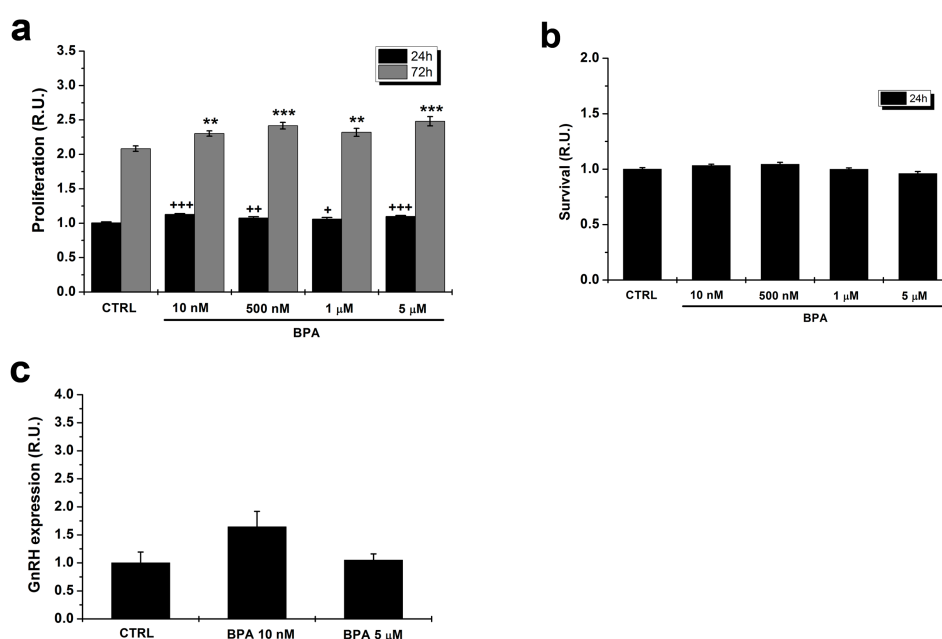 a
Proliferation (R.U.)
3.5
3.0
2.5
2.0
1.5
1.0
0.5
0.0
24h
72h
** *** ** ***
+++ ++ + +++
CTRL 10 nM 500 nM 1 μM 5 μM
BPA
b
Survival (R.U.)
2.0
1.5
1.0
0.5
0.0
24h
CTRL 10 nM 500 nM 1 μM 5 μM
BPA
c
GnRH expression (R.U.)
4.0
3.5
3.0
2.5
2.0
1.5
1.0
0.5
0.0
CTRL BPA 10 nM BPA 5 μM